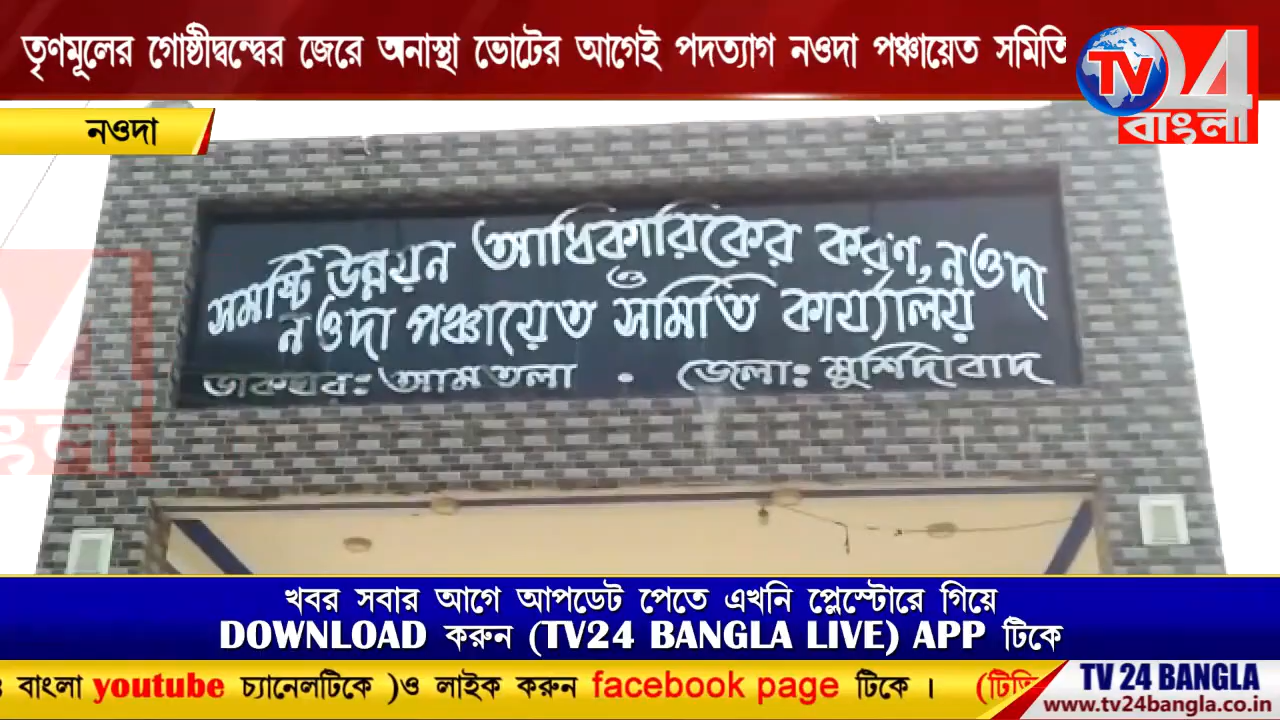 তৃণমূলের গোষ্ঠীদ্বন্দ্বের জেরে অনাস্থা ভোটের আগেই পদত্যাগ নওদা পঞ্চায়েত সমিতি
TV 24
বাংলা
নওদা
সমষ্টি উন্নয়ন আধিকারিকের করণ, নওদা
ও
নওদা পঞ্চায়েত সমিতি কার্য্যালয়
ডাকঘর: আমতলা . জেলা: মুর্শিদাবাদ
খবর সবার আগে আপডেট পেতে এখনি প্লেস্টোরে গিয়ে
DOWNLOAD করুন (TV24 BANGLA LIVE) APP টিকে
ঃ বাংলা youtube চ্যানেলটিকে )ও লাইক করুন facebook page টিকে । (টিভি
TV 24 BANGLA
www.tv24bangla.co.in